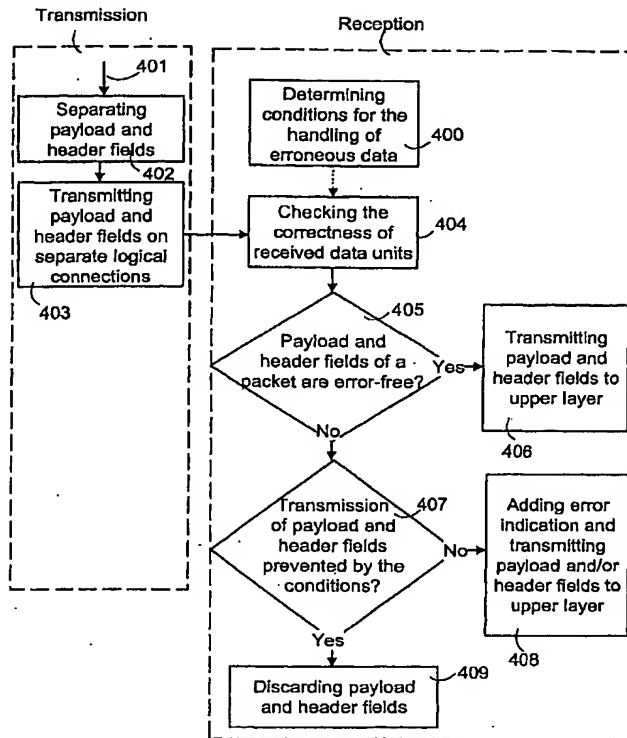 Transmission
Reception
401
Separating
payload and
header fields
402
Transmitting
payload and
header fields on
separate logical
connections
403
Determining
conditions for the
handling of
erroneous data
400
Checking the
correctness of
received data units
404
405
Payload and
header fields of a
packet are error-free?
Yes
No
Transmitting
payload and
header fields to
upper layer
406
407
Transmission
of payload and
header fields
prevented by the
conditions?
No
Yes
Adding error
indication and
transmitting
payload and/or
header fields to
upper layer
408
409
Discarding payload
and header fields